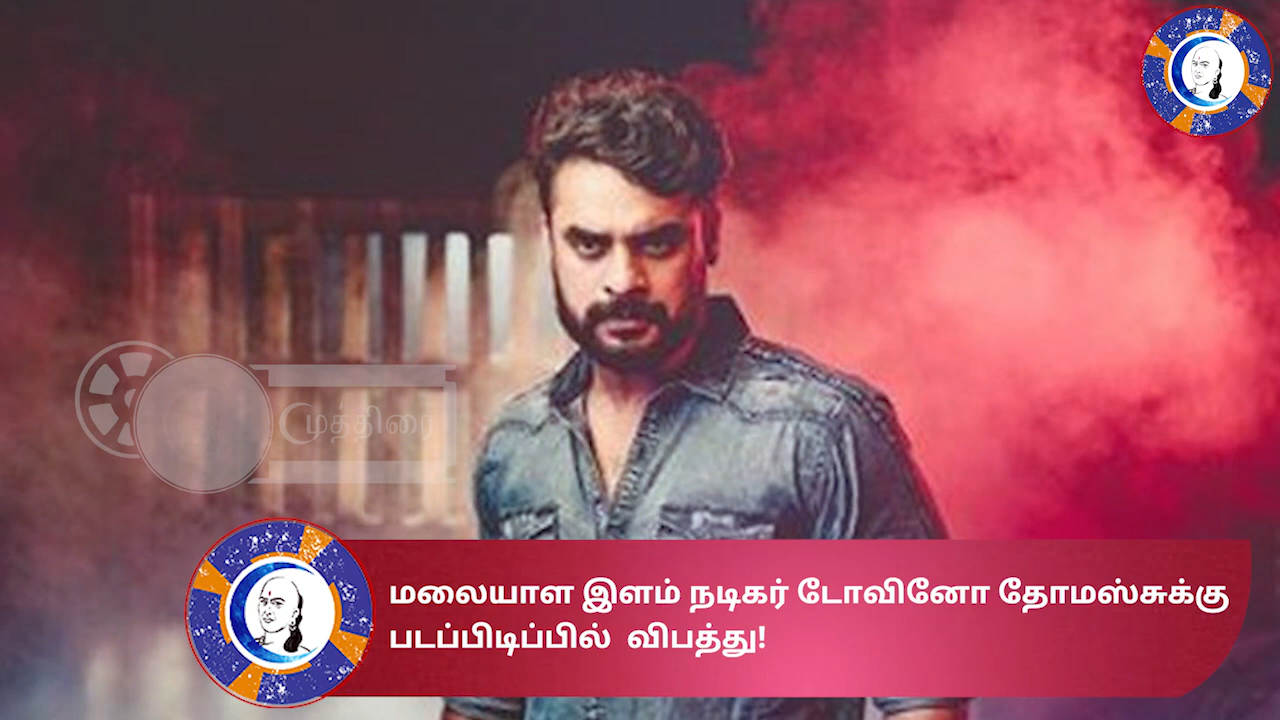 முத்திரை
மலையாள இளம் நடிகர் டோவினோ தோமஸ்சுக்கு
படப்பிடிப்பில் விபத்து!